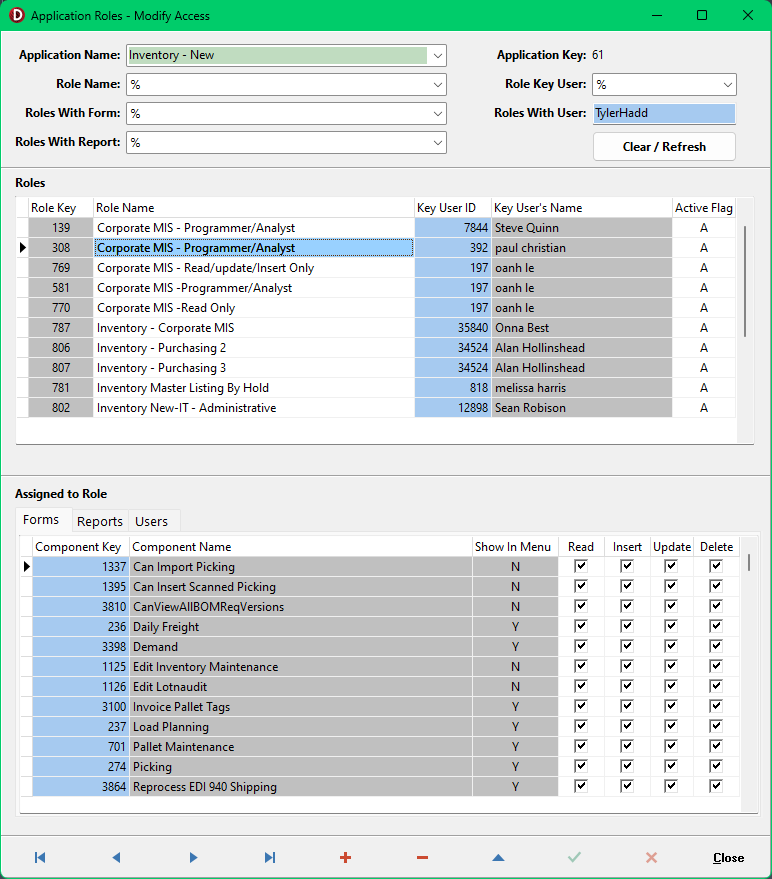 Application Roles - Modify Access
Application Name: Inventory - New Application Key: 61
Role Name: % Role Key User: %
Roles With Form: % Roles With User: TylerHadd
Roles With Report: % Clear / Refresh
Roles
Role Key Role Name Key User ID Key User's Name Active Flag
139 Corporate MIS - Programmer/Analyst 7844 Steve Quinn A
308 Corporate MIS - Programmer/Analyst 392 paul christian A
769 Corporate MIS - Read/update/Insert Only 197 oanh le A
581 Corporate MIS -Programmer/Analyst 197 oanh le A
770 Corporate MIS -Read Only 197 oanh le A
787 Inventory - Corporate MIS 35840 Onna Best A
806 Inventory - Purchasing 2 34524 Alan Hollinshead A
807 Inventory - Purchasing 3 34524 Alan Hollinshead A
781 Inventory Master Listing By Hold 818 melissa harris A
802 Inventory New-IT - Administrative 12898 Sean Robison A
Assigned to Role
Forms Reports Users
Component Key Component Name Show In Menu Read Insert Update Delete
1337 Can Import Picking N
1395 Can Insert Scanned Picking N
3810 CanViewAllBOMReqVersions N
236 Daily Freight Y
3398 Demand Y
1125 Edit Inventory Maintenance N
1126 Edit Lotnaudit N
3100 Invoice Pallet Tags Y
237 Load Planning Y
701 Pallet Maintenance Y
274 Picking Y
3864 Reprocess EDI 940 Shipping Y
Close